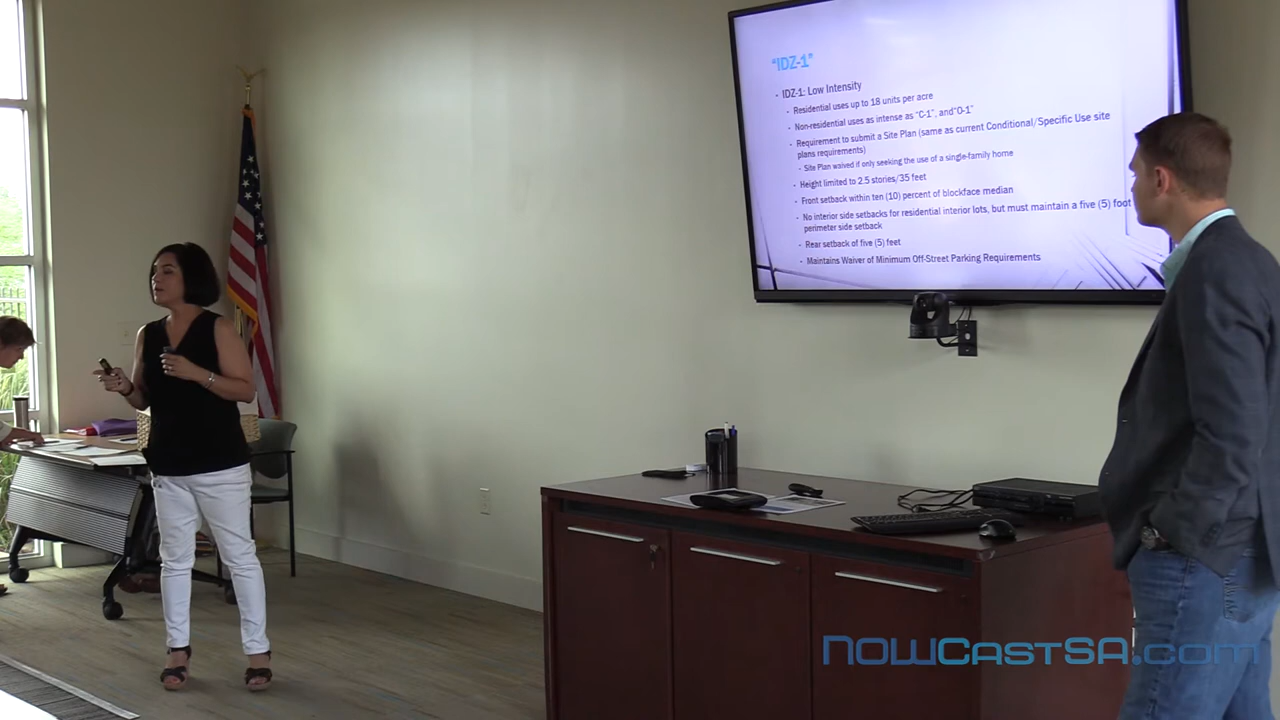 "IDZ-1"
• IDZ-1: Low Intensity
• Residential uses up to 18 units per acre
• Non-residential uses as intense as "C-1", and"O-1"
• Requirement to submit a Site Plan (same as current Conditional/Specific Use site
plans requirements)
• Site Plan waived if only seeking the use of a single-family home
• Height limited to 2.5 stories/35 feet
• Front setback within ten (10) percent of blockface median
• No interior side setbacks for residential interior lots, but must maintain a five (5) foot
perimeter side setback
• Rear setback of five (5) feet
• Maintains Waiver of Minimum Off-Street Parking Requirements
NOWCastSA.com